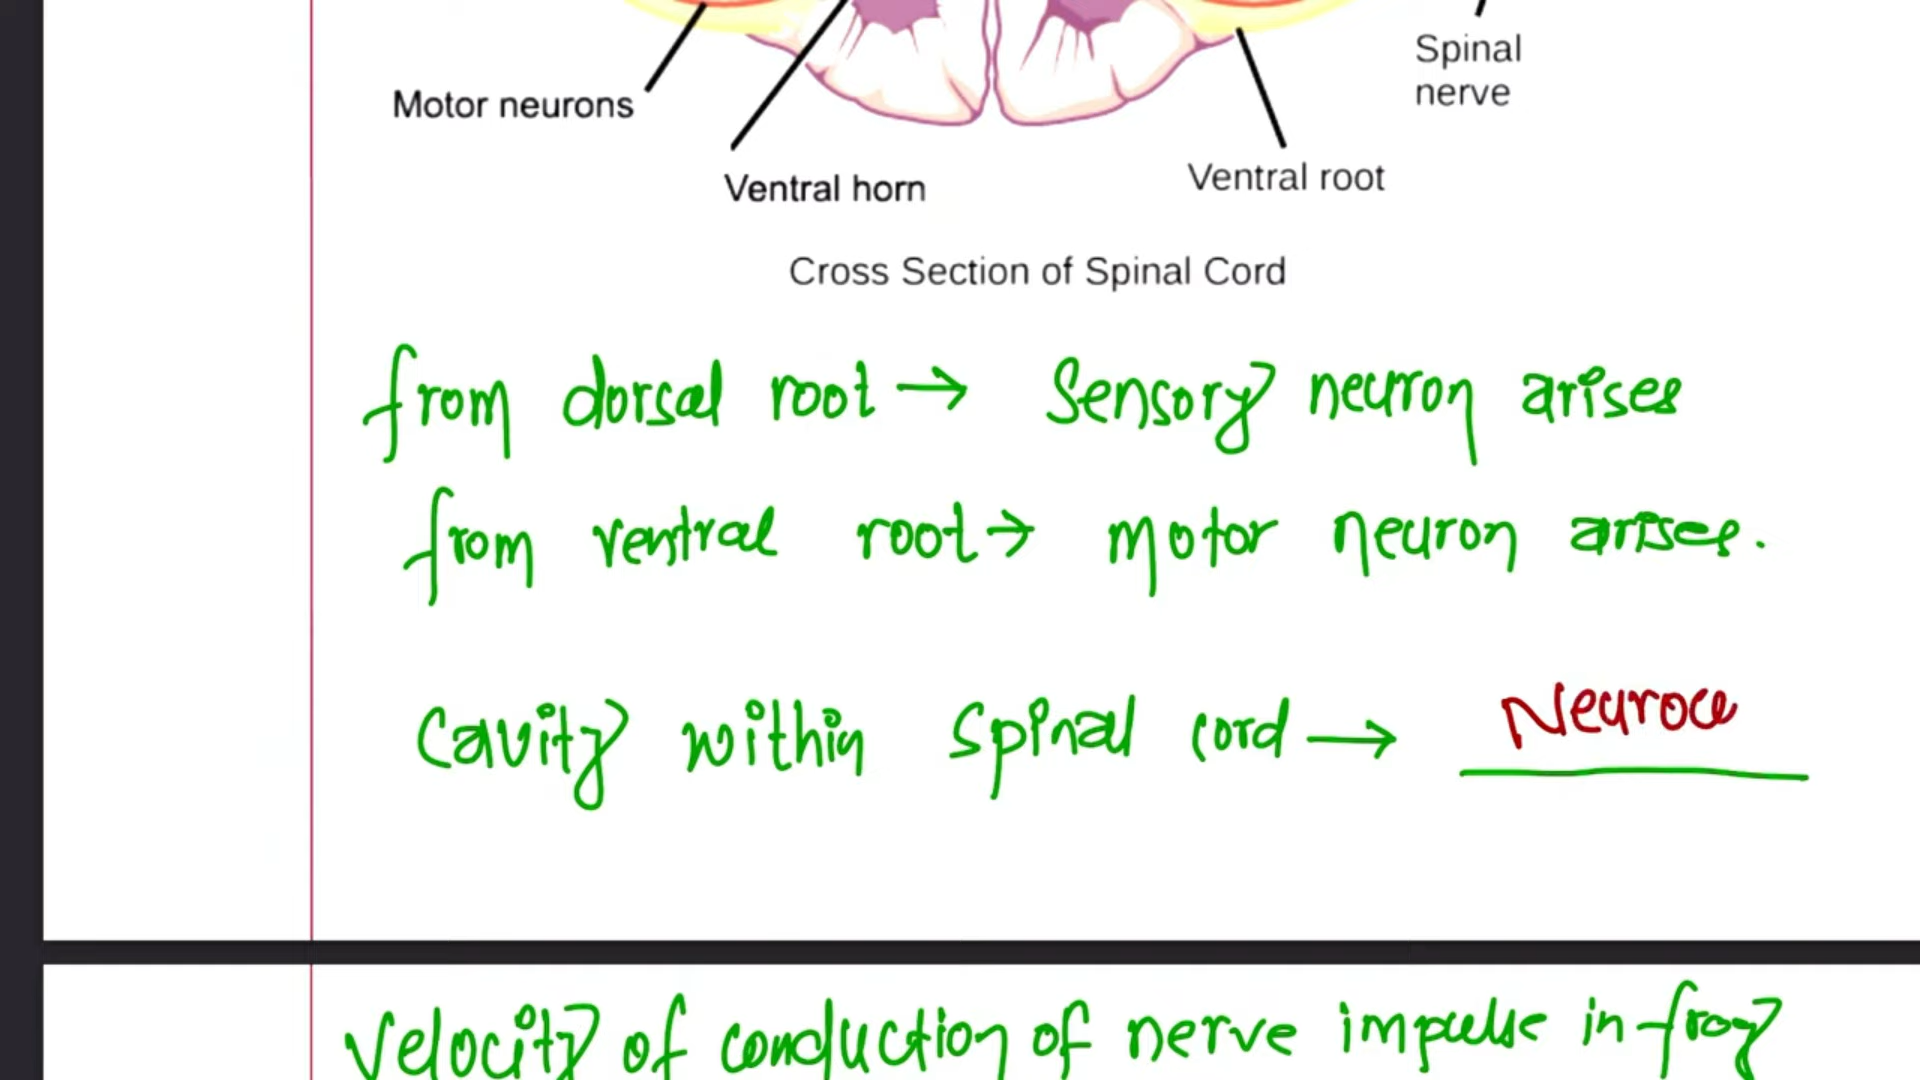 Spinal
nerve
Motor neurons
Ventral root
Ventral horn
Cross Section of Spinal Cord
from dorsal root → Sensory neuron arises
from ventral root → motor neuron arises.
Cavity within spinal cord → Neuroce
Velocity of conduction of nerve impulse in frog